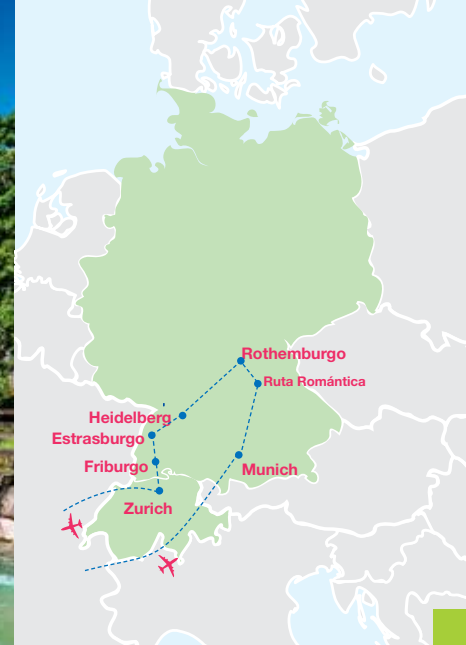 Rothemburgo
Ruta Romántica
Heidelberg
Estrasburgo
Friburgo
Munich
Zurich